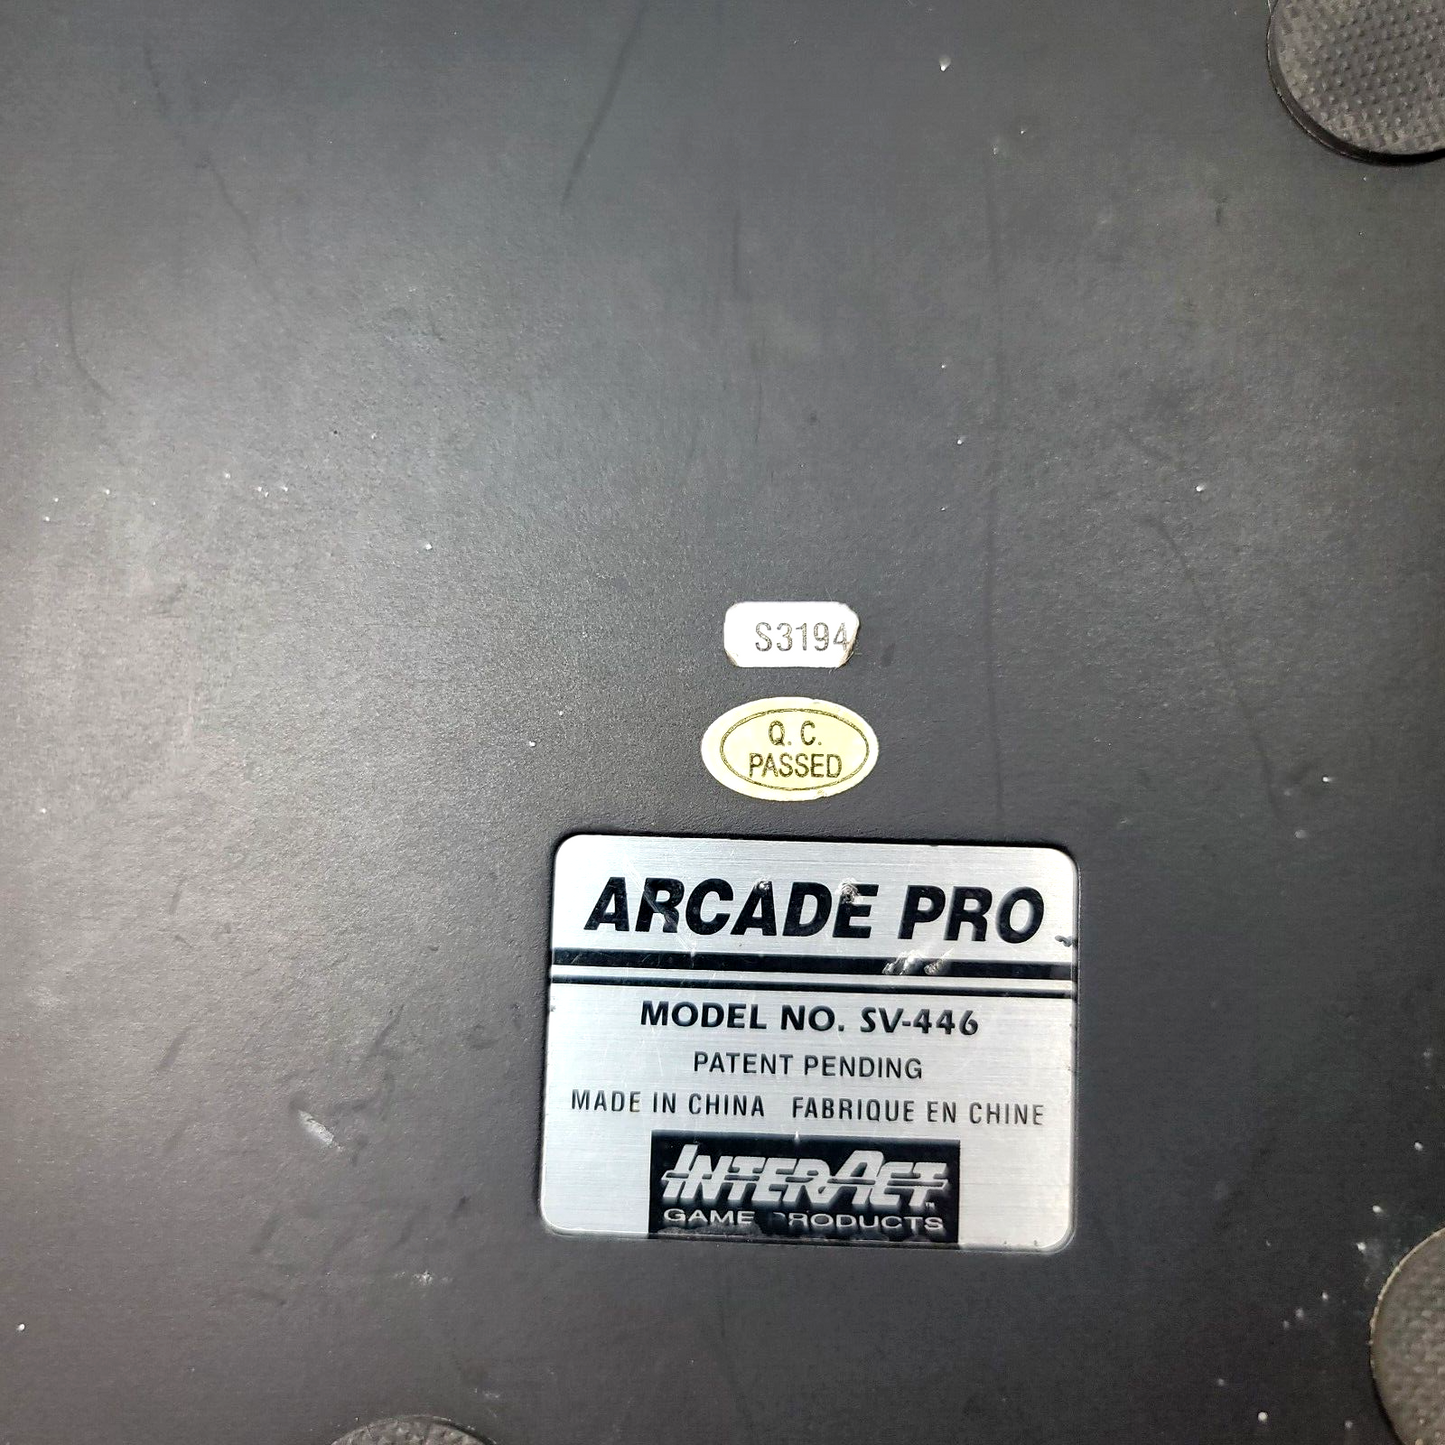 S3194
Q. C.
PASSED
ARCADE PRO
MODEL NO. SV-446
PATENT PENDING
MADE IN CHINA FABRIQUE EN CHINE
INTERACT
GAME PRODUCTS